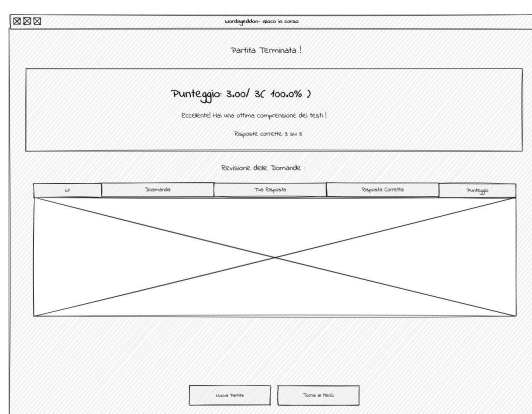 Wordageddon- gioco in corso
Partita Terminata !
Punteggio: 3.00/ 3( 100.0% )
Eccellente! Hai una ottima comprensione dei testi !
Risposte corrette: 3 su 3
Revisione delle Domande :
N° Domanda Tua Risposta Risposta Corretta Punteggio
Nuova Partita Torna al Menù